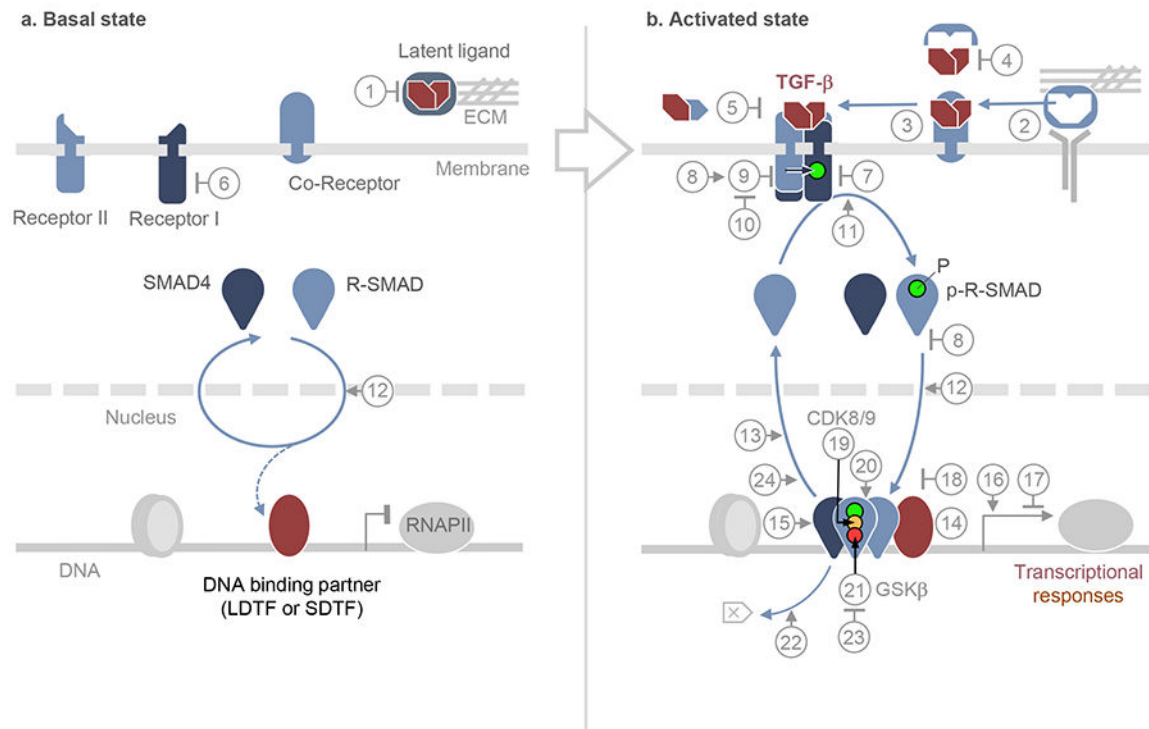 a. Basal state
Latent ligand
1
ECM
Membrane
6
Co-Receptor
Receptor II
Receptor I
SMAD4
R-SMAD
12
Nucleus
RNAPII
DNA
DNA binding partner
(LDTF or SDTF)
b. Activated state
4
TGF-β
5
3
2
8
9
7
10
11
P
p-R-SMAD
8
12
CDK8/9
13
19
20
24
18
16
17
15
14
21
GSKβ
Transcriptional
responses
22
23